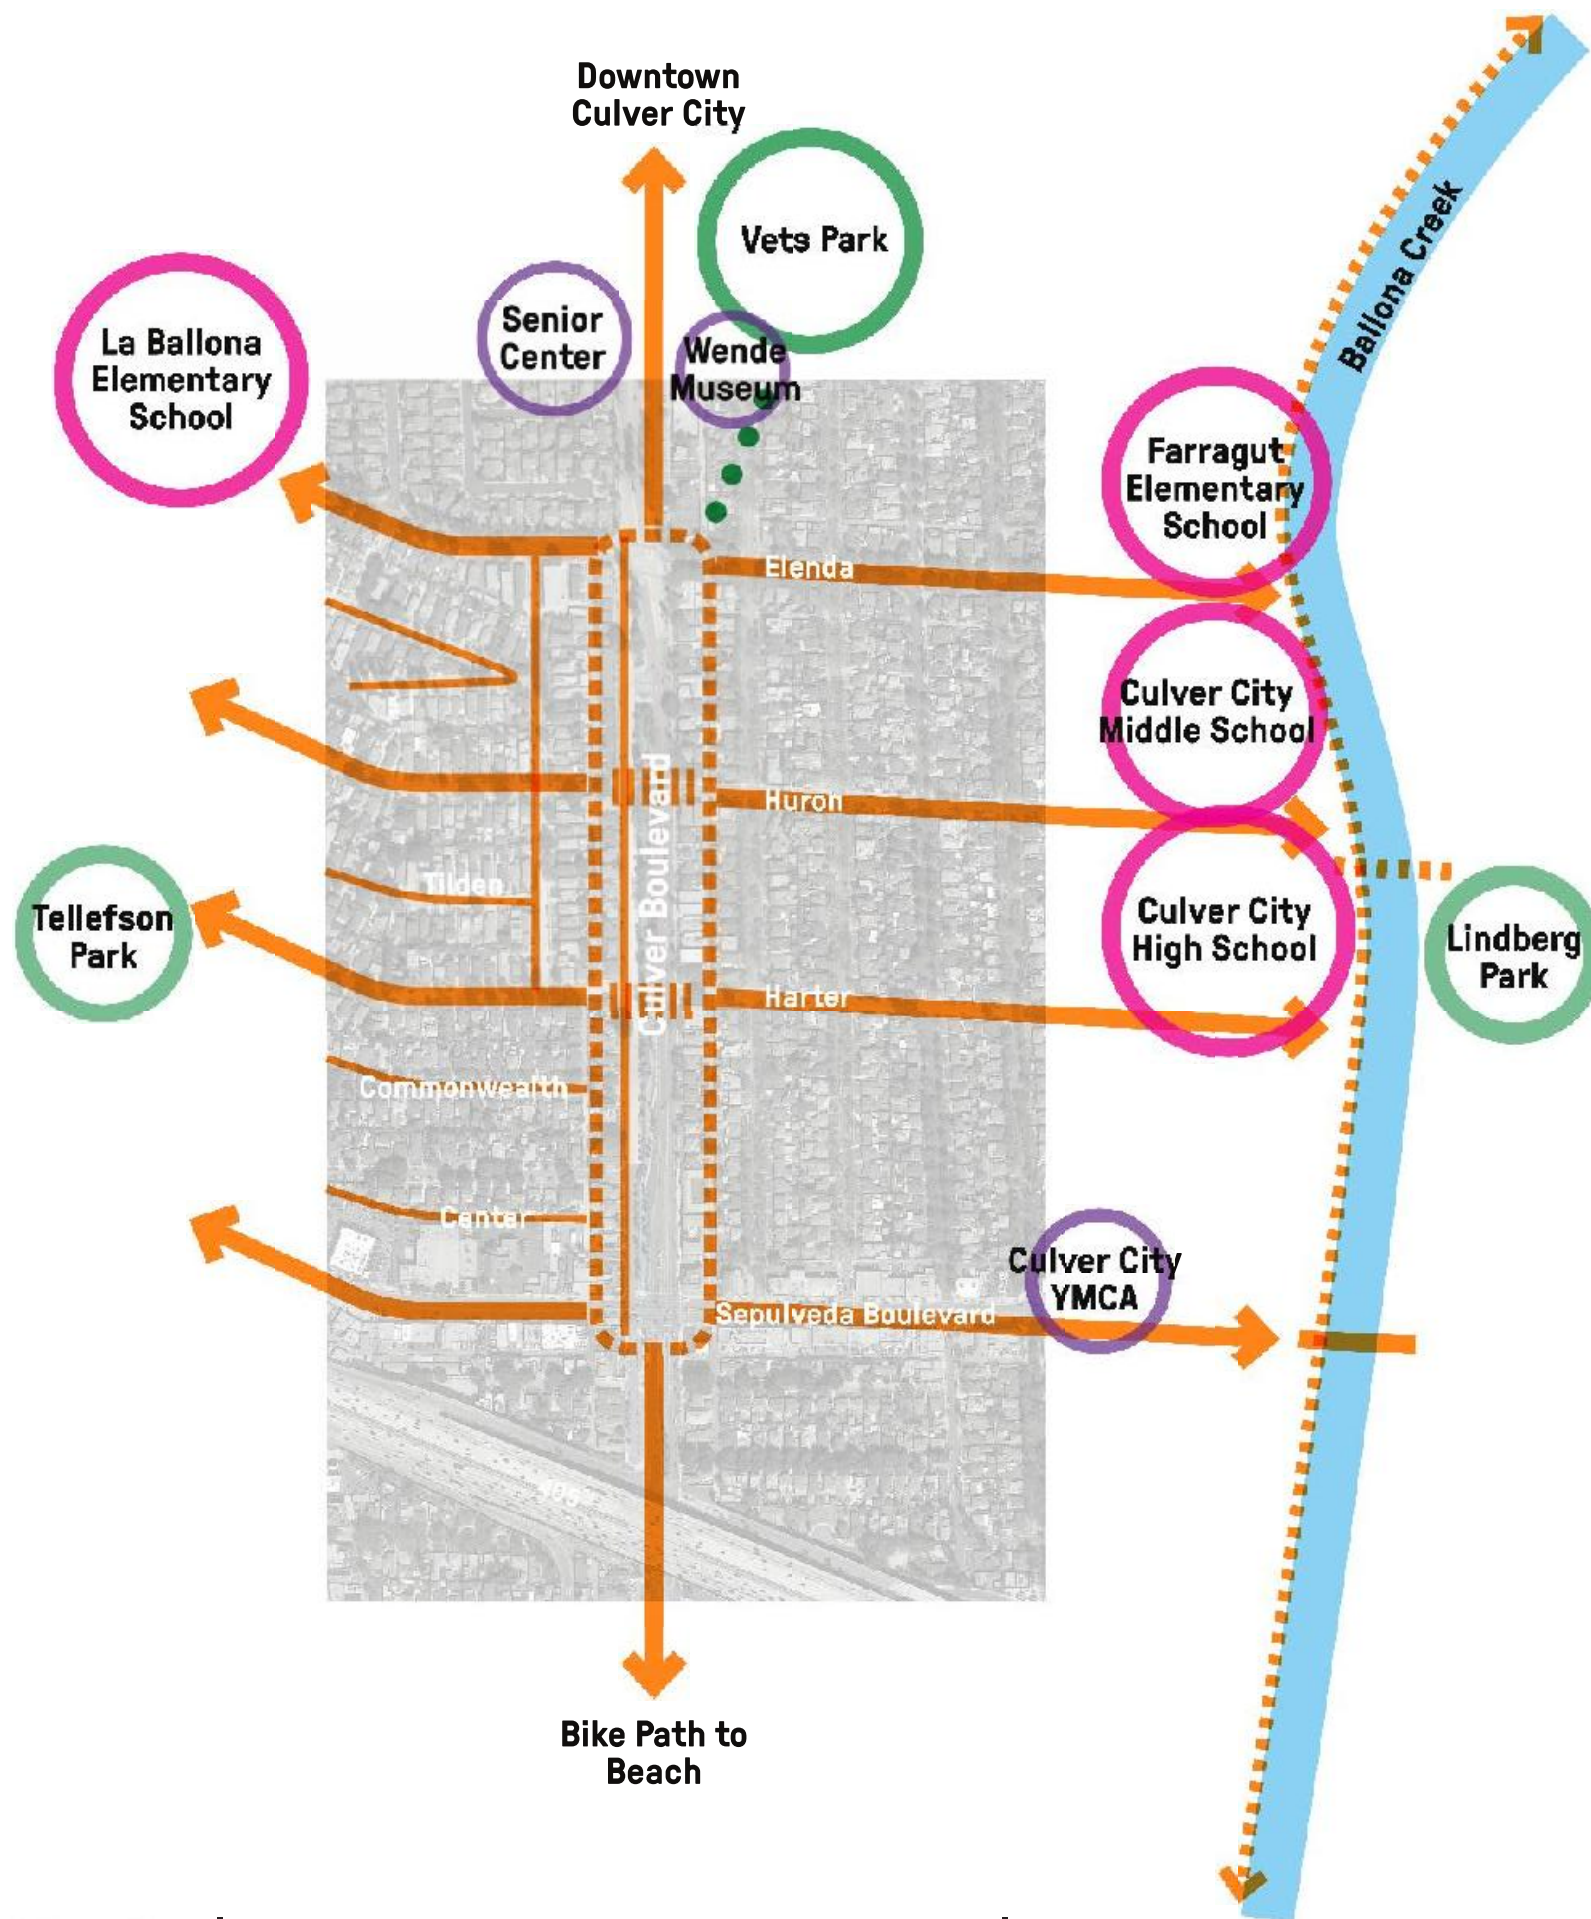 Downtown
Culver City
Vets Park
Senior
Center
Wende
Museum
La Ballona
Elementary
School
Ballona Creek
Farragut
Elementary
School
Elenda
Culver City
Middle School
Huron
Culver Boulevard
Tilden
Tellefson
Park
Culver City
High School
Lindberg
Park
Harter
Commonwealth
Center
Culver City
YMCA
Sepulveda Boulevard
405
Bike Path to
Beach